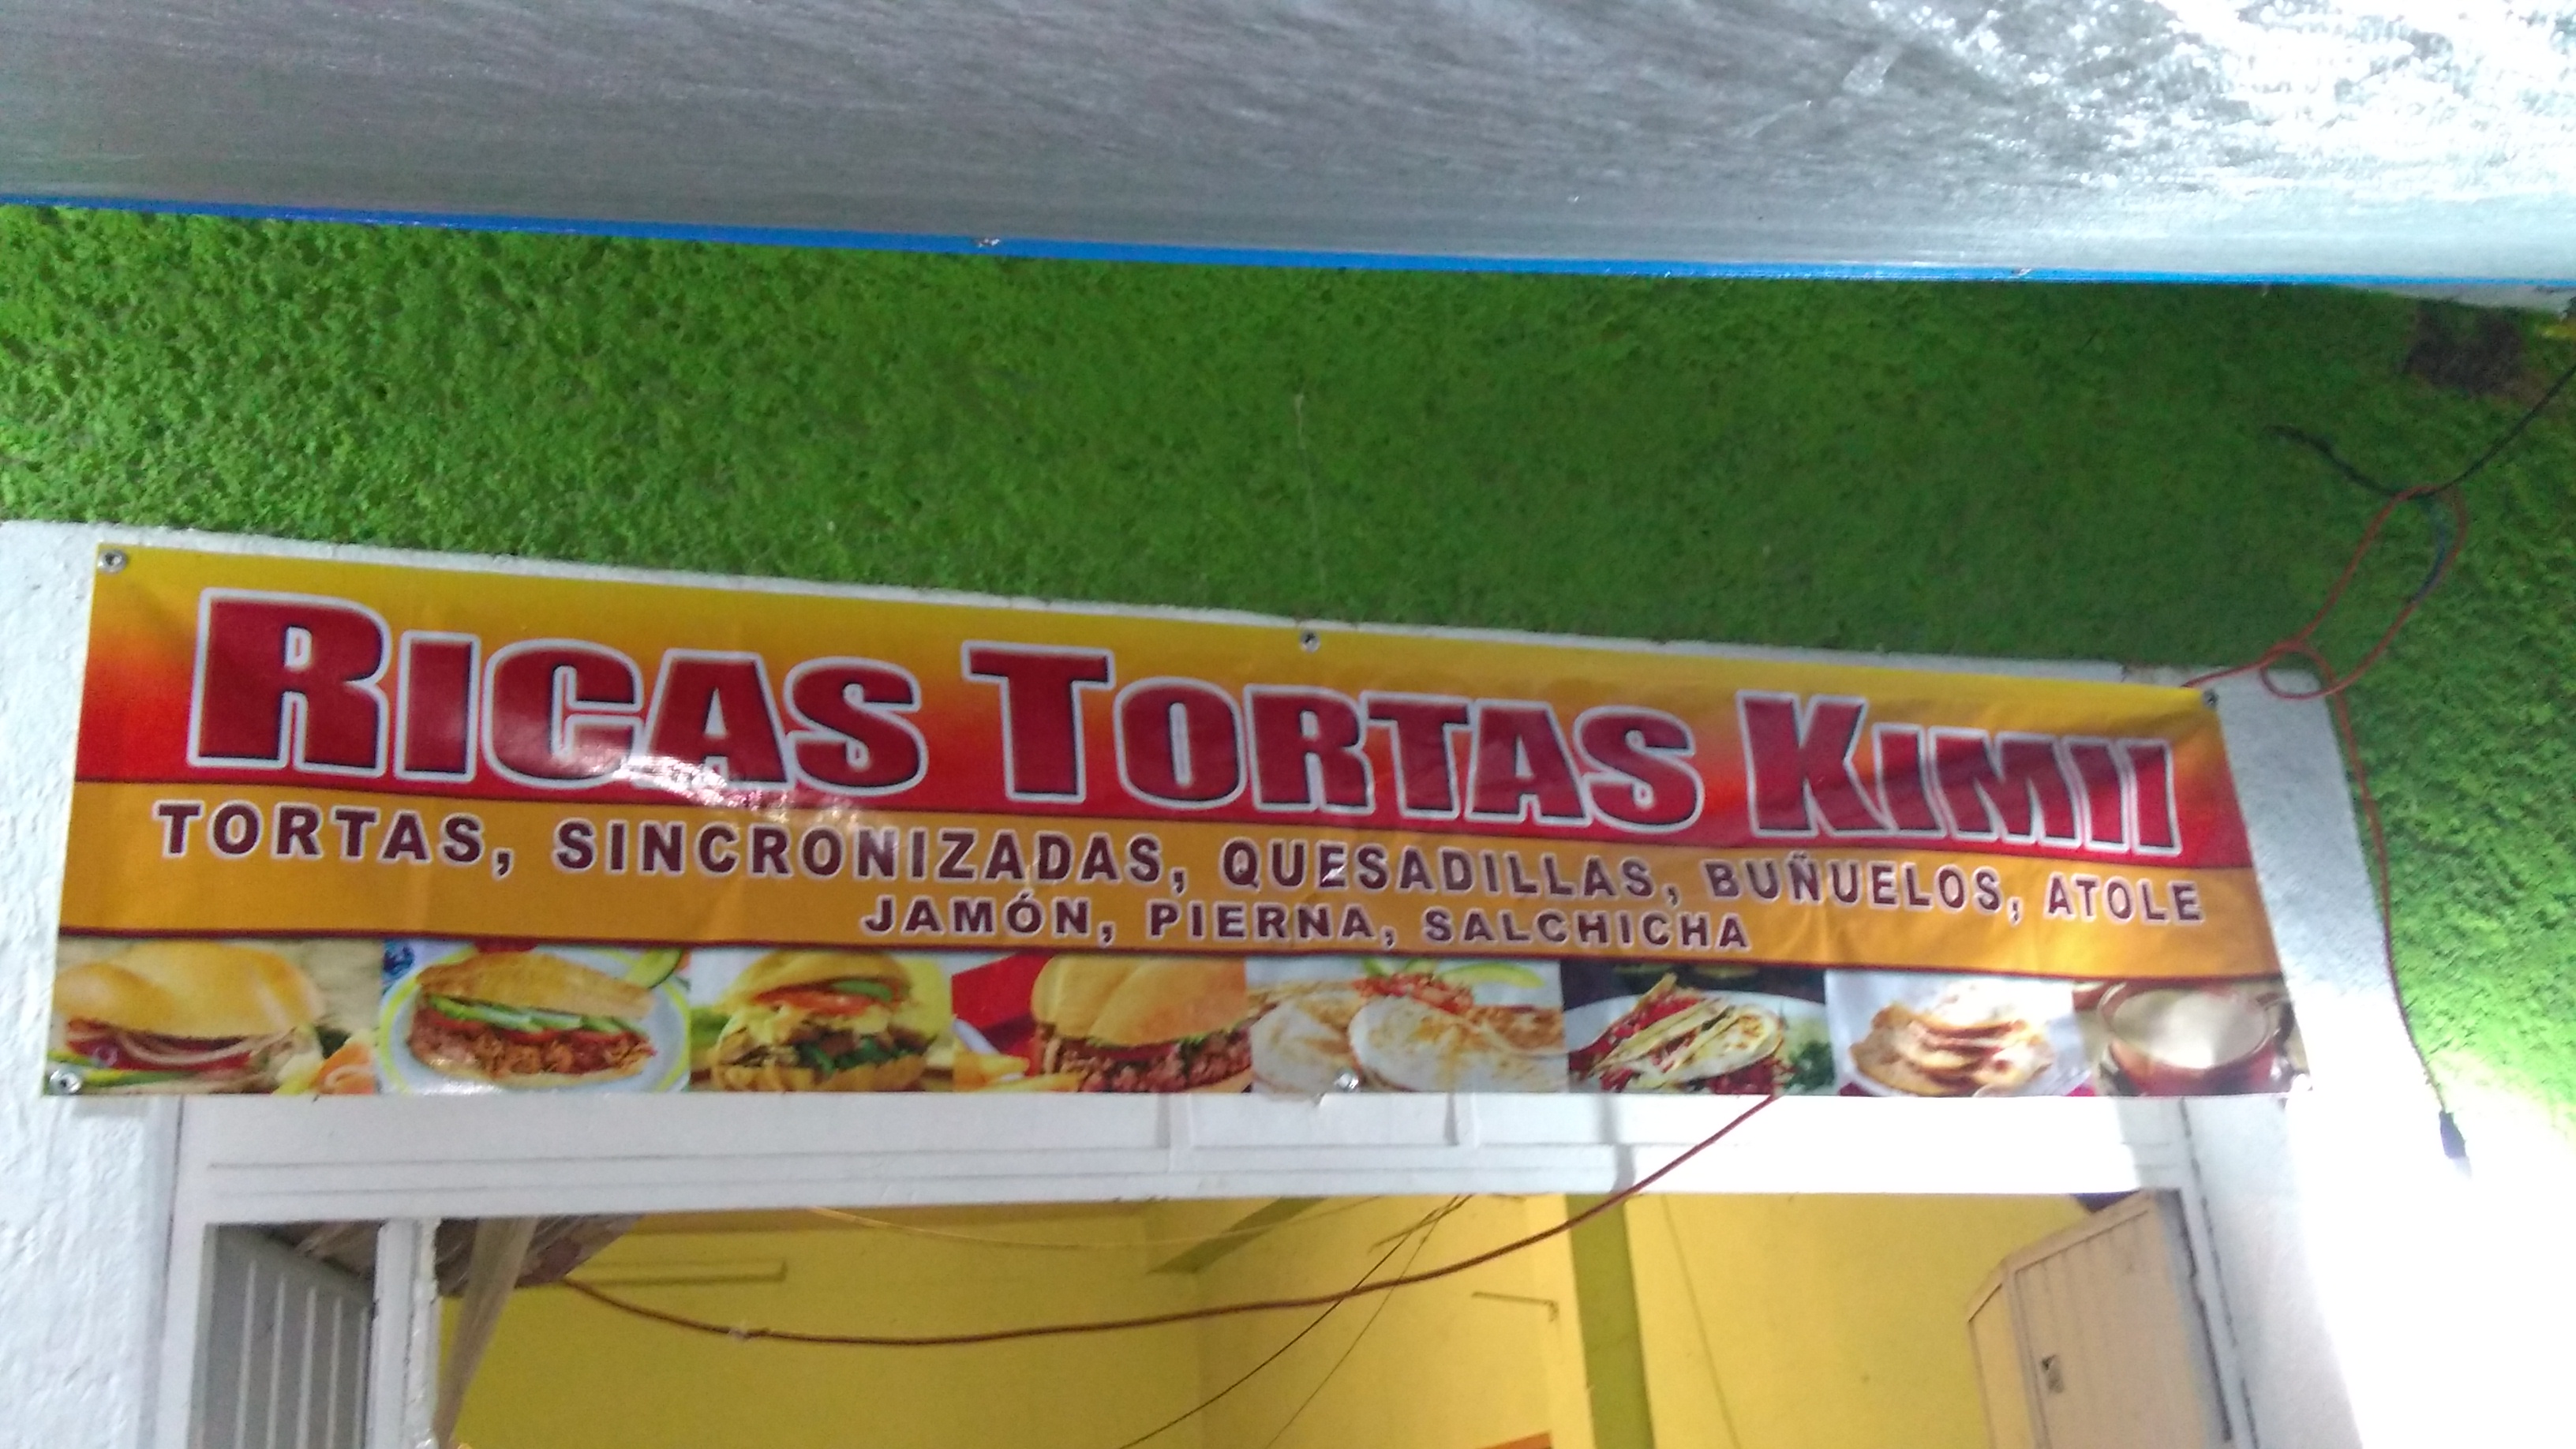 RICAS TORTAS KIMII
TORTAS, SINCRONIZADAS, QUESADILLAS, BUÑUELOS, ATOLE
JAMÓN, PIERNA, SALCHICHA